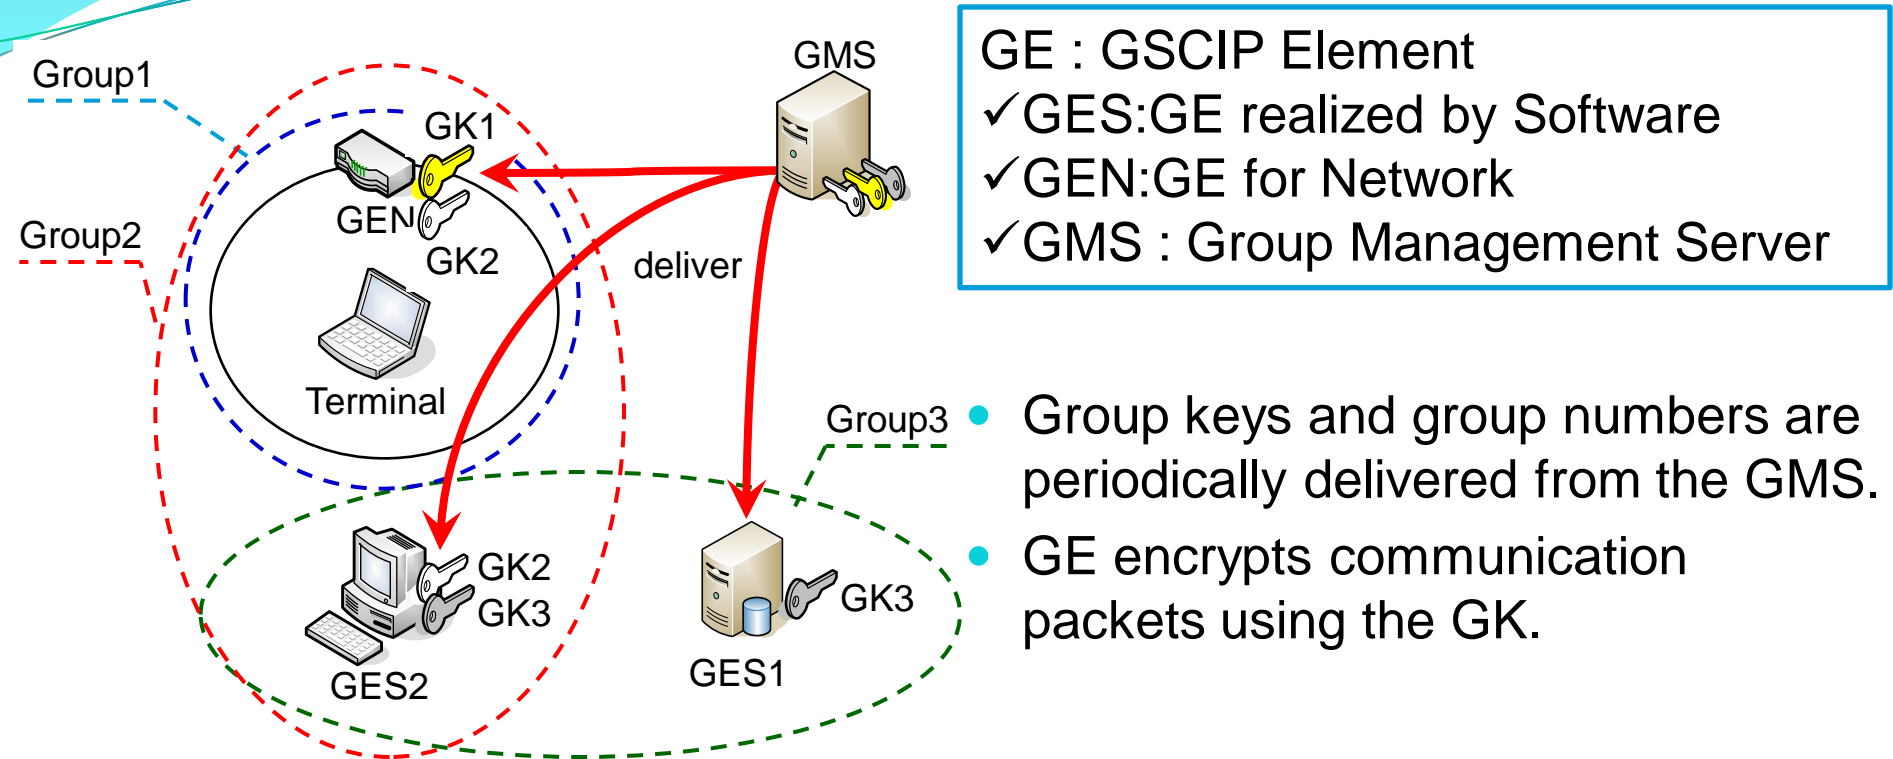 Group1
GMS
GK1
GEN
GK2
Group2
deliver
Terminal
Group3
GK2
GK3
GK3
GES2
GES1
GE : GSCIP Element
✓GES:GE realized by Software
✓GEN:GE for Network
✓GMS : Group Management Server
• Group keys and group numbers are
periodically delivered from the GMS.
• GE encrypts communication
packets using the GK.